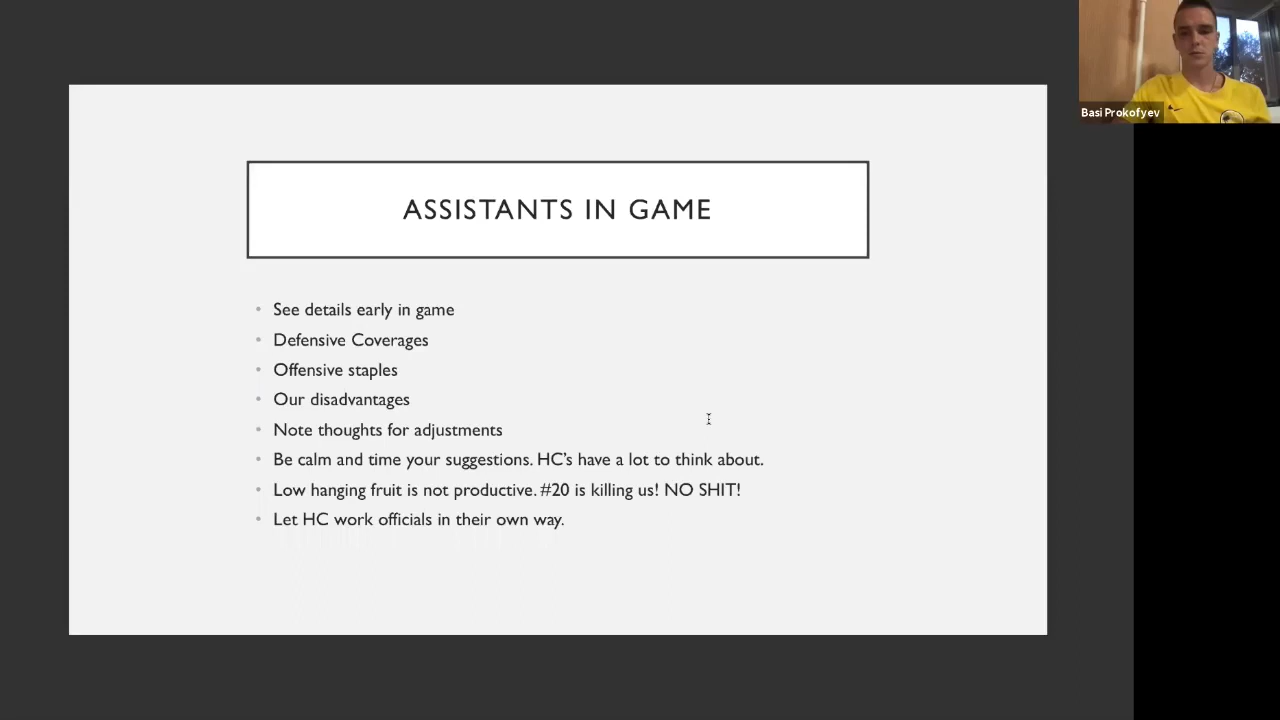 Basi Prokofyev
ASSISTANTS IN GAME
• See details early in game
• Defensive Coverages
• Offensive staples
• Our disadvantages
• Note thoughts for adjustments
• Be calm and time your suggestions. HC's have a lot to think about.
• Low hanging fruit is not productive. #20 is killing us! NO SHIT!
• Let HC work officials in their own way.